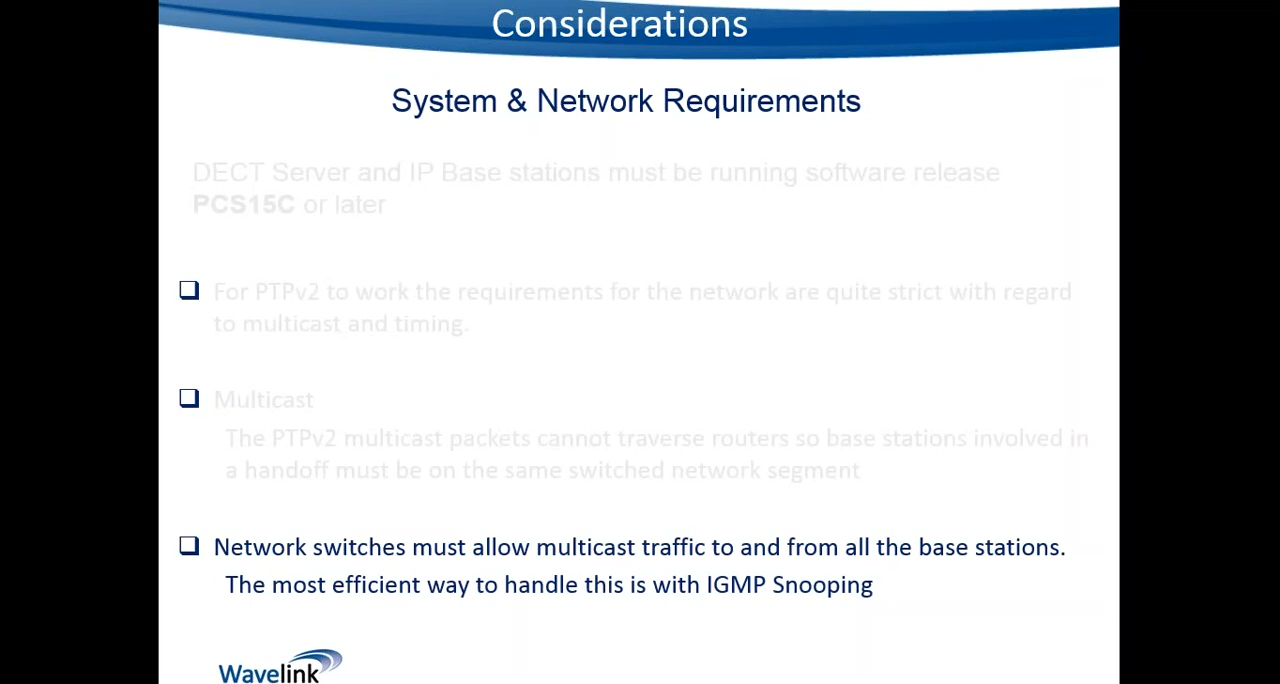 Considerations
System & Network Requirements
DECT Server and IP Base stations must be running software release
PCS15C or later
For PTPv2 to work the requirements for the network are quite strict with regard
to multicast and timing.
Multicast
The PTPv2 multicast packets cannot traverse routers so base stations involved in
a handoff must be on the same switched network segment
Network switches must allow multicast traffic to and from all the base stations.
The most efficient way to handle this is with IGMP Snooping
Wavelink